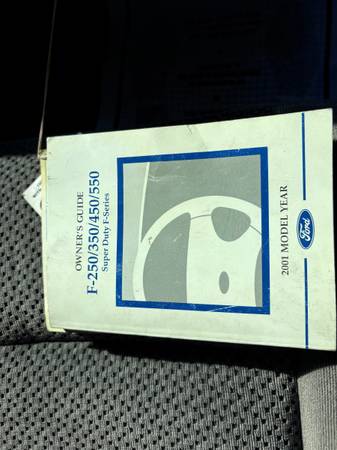 OWNER'S GUIDE
F-250/350/450/550
Super Duty F-Series
2001 MODEL YEAR
Ford